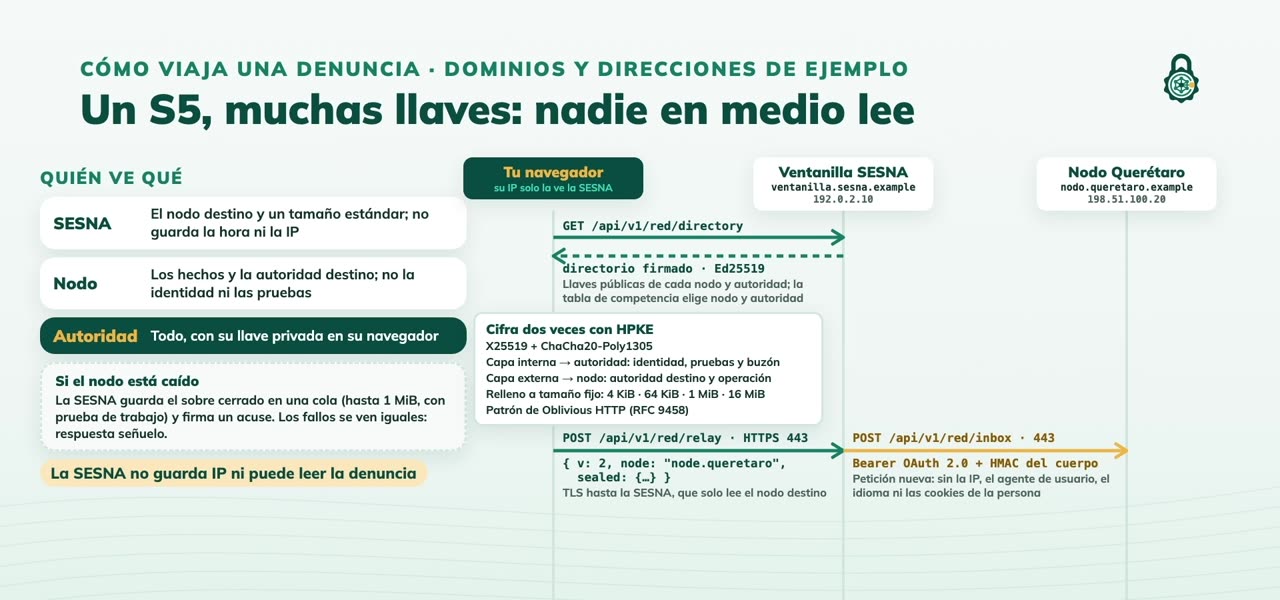 CÓMO VIAJA UNA DENUNCIA · DOMINIOS Y DIRECCIONES DE EJEMPLO
Un S5, muchas llaves: nadie en medio lee
QUIÉN VE QUÉ
SESNA
El nodo destino y un tamaño estándar; no
guarda la hora ni la IP
Nodo
Los hechos y la autoridad destino; no la
identidad ni las pruebas
Autoridad
Todo, con su llave privada en su navegador
Si el nodo está caído
La SESNA guarda el sobre cerrado en una cola (hasta 1 MiB, con
prueba de trabajo) y firma un acuse. Los fallos se ven iguales:
respuesta señuelo.
La SESNA no guarda IP ni puede leer la denuncia
Tu navegador
su IP solo la ve la SESNA
Ventanilla SESNA
ventanilla.sesna.example
192.0.2.10
Nodo Querétaro
nodo.queretaro.example
198.51.100.20
GET /api/v1/red/directory
directorio firmado · Ed25519
Llaves públicas de cada nodo y autoridad; la
tabla de competencia elige nodo y autoridad
Cifra dos veces con HPKE
X25519 + ChaCha20-Poly1305
Capa interna → autoridad: identidad, pruebas y buzón
Capa externa → nodo: autoridad destino y operación
Relleno a tamaño fijo: 4 KiB · 64 KiB · 1 MiB · 16 MiB
Patrón de Oblivious HTTP (RFC 9458)
POST /api/v1/red/relay · HTTPS 443
{ v: 2, node: "node.queretaro",
sealed: {…} }
TLS hasta la SESNA, que solo lee el nodo destino
POST /api/v1/red/inbox · 443
Bearer OAuth 2.0 + HMAC del cuerpo
Petición nueva: sin la IP, el agente de usuario, el
idioma ni las cookies de la persona